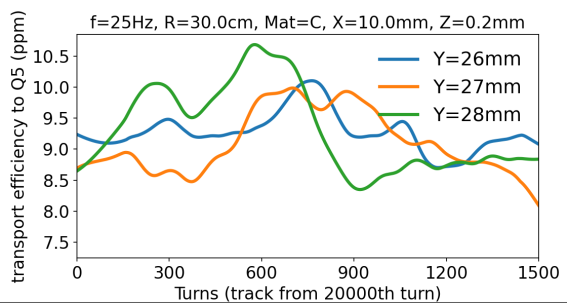 f=25Hz, R=30.0cm, Mat=C, X=10.0mm, Z=0.2mm
transport efficiency to Q5 (ppm)
10.5
10.0
9.5
9.0
8.5
8.0
7.5
Y=26mm
Y=27mm
Y=28mm
0 300 600 900 1200 1500
Turns (track from 20000th turn)